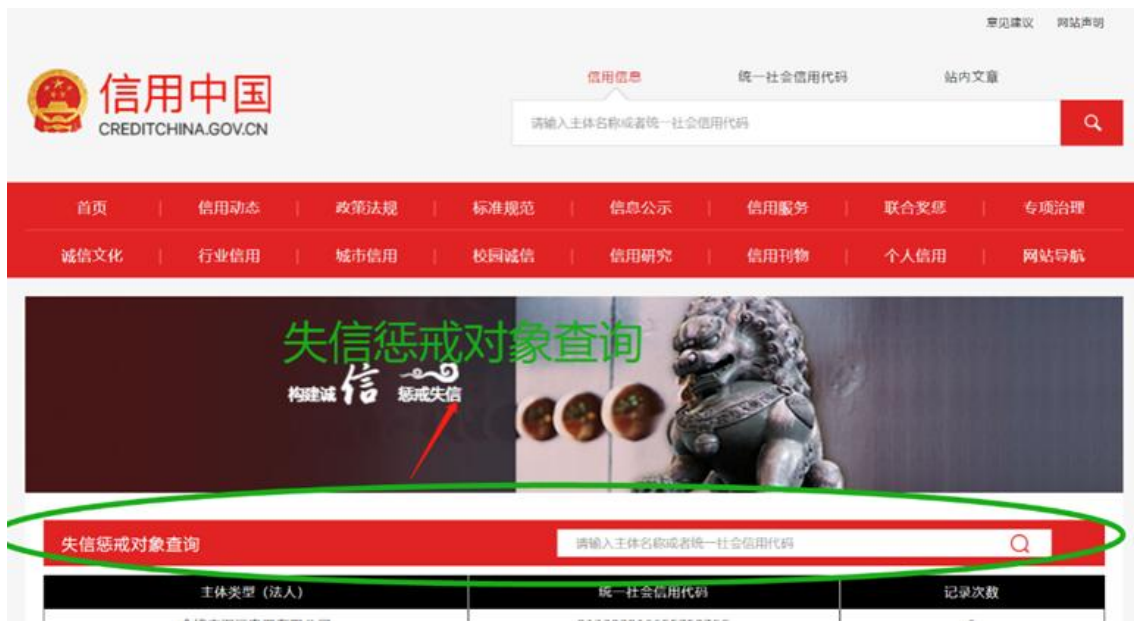 意见建议 网站声明
信用信息 统一社会信用代码 站内文章
信用中国
CREDITCHINA.GOV.CN
请输入主体名称或者统一社会信用代码
首页 信用动态 政策法规 标准规范 信息公示 信用服务 联合奖惩 专项治理
诚信文化 行业信用 城市信用 校园诚信 信用研究 信用刊物 个人信用 网站导航
失信惩戒对象查询
构建诚信 惩戒失信
失信惩戒对象查询 请输入主体名称或者统一社会信用代码
主体类型（法人） 统一社会信用代码 记录次数